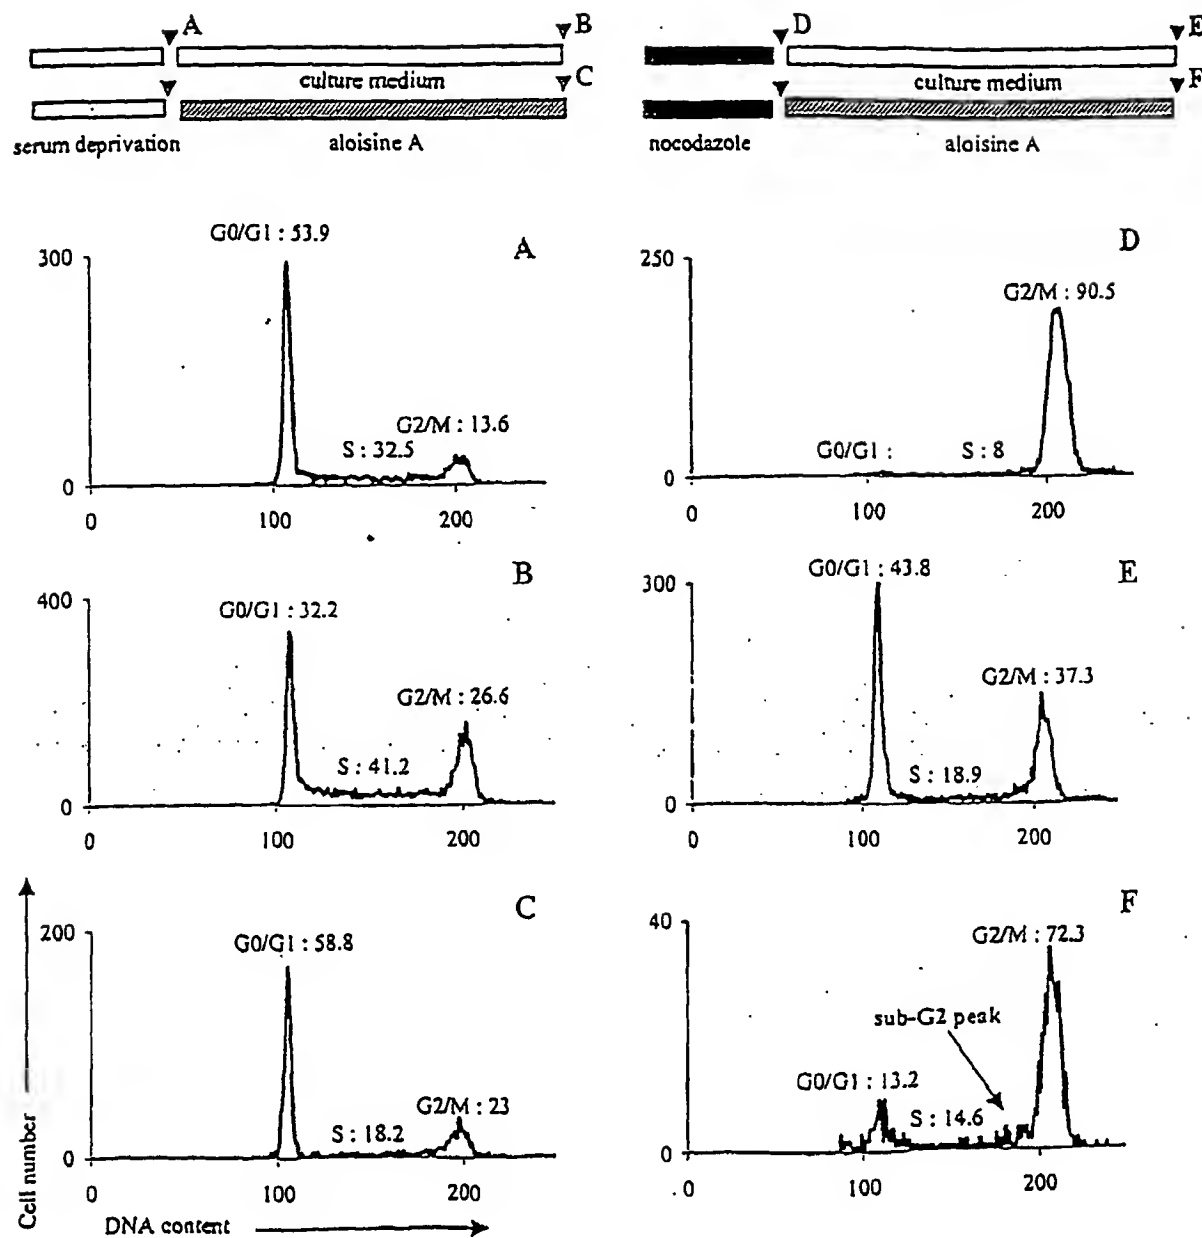 A
B
culture medium
C
serum deprivation
aloisine A
D
E
culture medium
F
nocodazole
aloisine A
A
300
G0/G1 : 53.9
S : 32.5
G2/M : 13.6
0
0
100
200
D
250
G2/M : 90.5
G0/G1 :
S : 8
0
0
100
200
B
400
G0/G1 : 32.2
G2/M : 26.6
S : 41.2
0
0
100
200
E
300
G0/G1 : 43.8
G2/M : 37.3
S : 18.9
0
0
100
200
C
200
G0/G1 : 58.8
G2/M : 23
S : 18.2
0
0
100
200
F
40
G2/M : 72.3
sub-G2 peak
G0/G1 : 13.2
S : 14.6
0
0
100
200
Cell number
DNA content